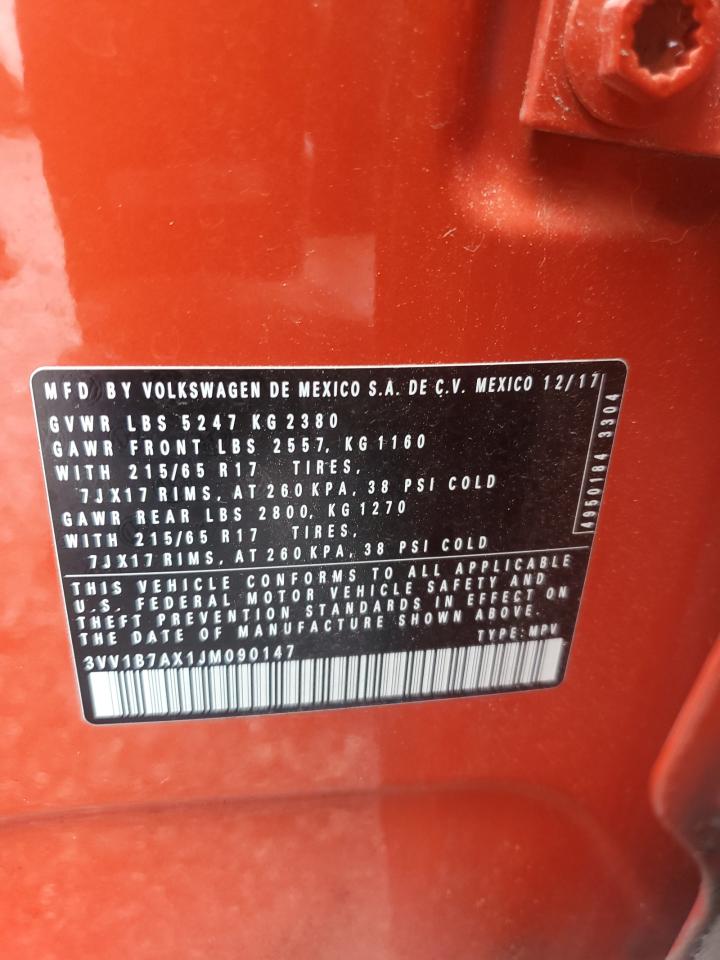 MFD BY VOLKSWAGEN DE MEXICO S.A. DE C.V. MEXICO 12/17
GVWR LBS 5247 KG 2380
GAWR FRONT LBS 2557, KG 1160
WITH 215/65 R17 TIRES,
7JX17 RIMS, AT 260 KPA, 38 PSI COLD
GAWR REAR LBS 2800, KG 1270
WITH 215/65 R17 TIRES,
7JX17 RIMS, AT 260 KPA, 38 PSI COLD
4950184 3304
THIS VEHICLE CONFORMS TO ALL APPLICABLE
U.S. FEDERAL MOTOR VEHICLE SAFETY AND
THEFT PREVENTION STANDARDS IN EFFECT ON
THE DATE OF MANUFACTURE SHOWN ABOVE.
TYPE: MPV
3VV1B7AX1JM090147